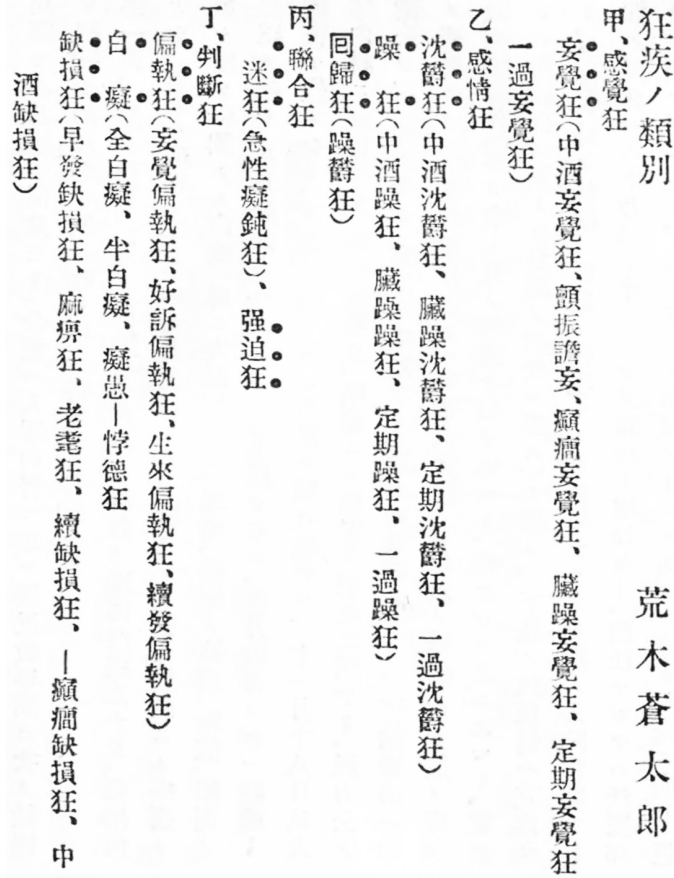 狂疾ノ類別
荒木蒼太郎
甲、感覺狂
妄覺狂(中酒妄覺狂、顫振譫妄、癲癇妄覺狂、臟躁妄覺狂、定期妄覺狂
一過妄覺狂)
乙、感情狂
沈欝狂(中酒沈欝狂、臟躁沈欝狂、定期沈欝狂、一過沈欝狂)
躁狂(中酒躁狂、臟躁躁狂、定期躁狂、一過躁狂)
回歸狂(躁欝狂)
丙、聯合狂
迷狂(急性癡鈍狂)、强迫狂
丁、判斷狂
偏執狂(妄覺偏執狂、好訴偏執狂、生來偏執狂、續發偏執狂)
白癡(全白癡、半白癡、癡愚—悖德狂
缺損狂(早發缺損狂、麻痹狂、老耄狂、續缺損狂、—癲癇缺損狂、中
酒缺損狂)